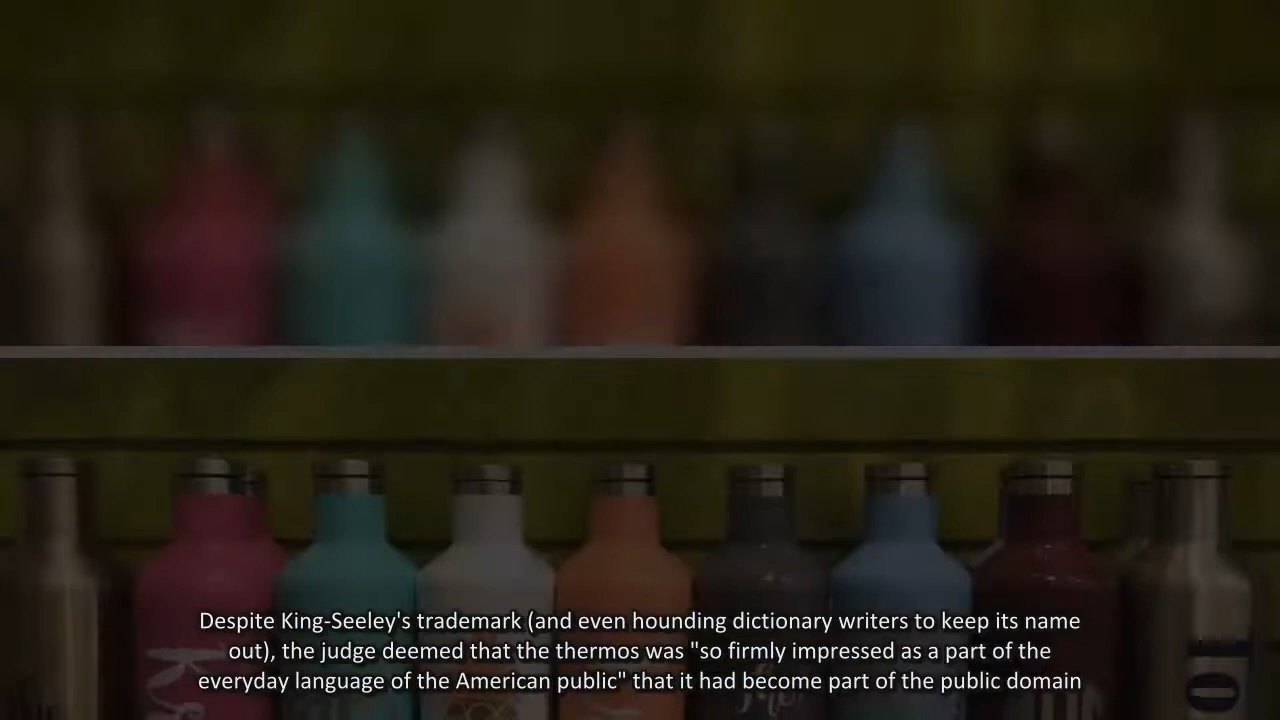 Despite King-Seeley's trademark (and even hounding dictionary writers to keep its name
out), the judge deemed that the thermos was "so firmly impressed as a part of the
everyday language of the American public" that it had become part of the public domain